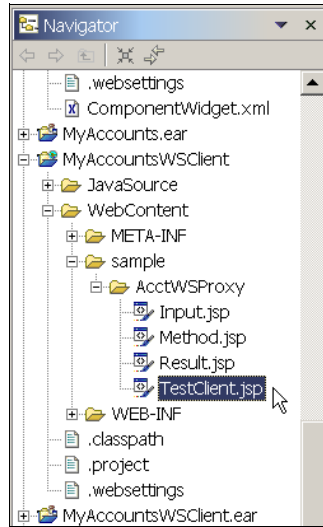 Navigator
.websettings
ComponentWidget.xml
MyAccounts.ear
MyAccountsWSClient
JavaSource
WebContent
META-INF
sample
AcctWSProxy
Input.jsp
Method.jsp
Result.jsp
TestClient.jsp
WEB-INF
.classpath
.project
.websettings
MyAccountsWSClient.ear